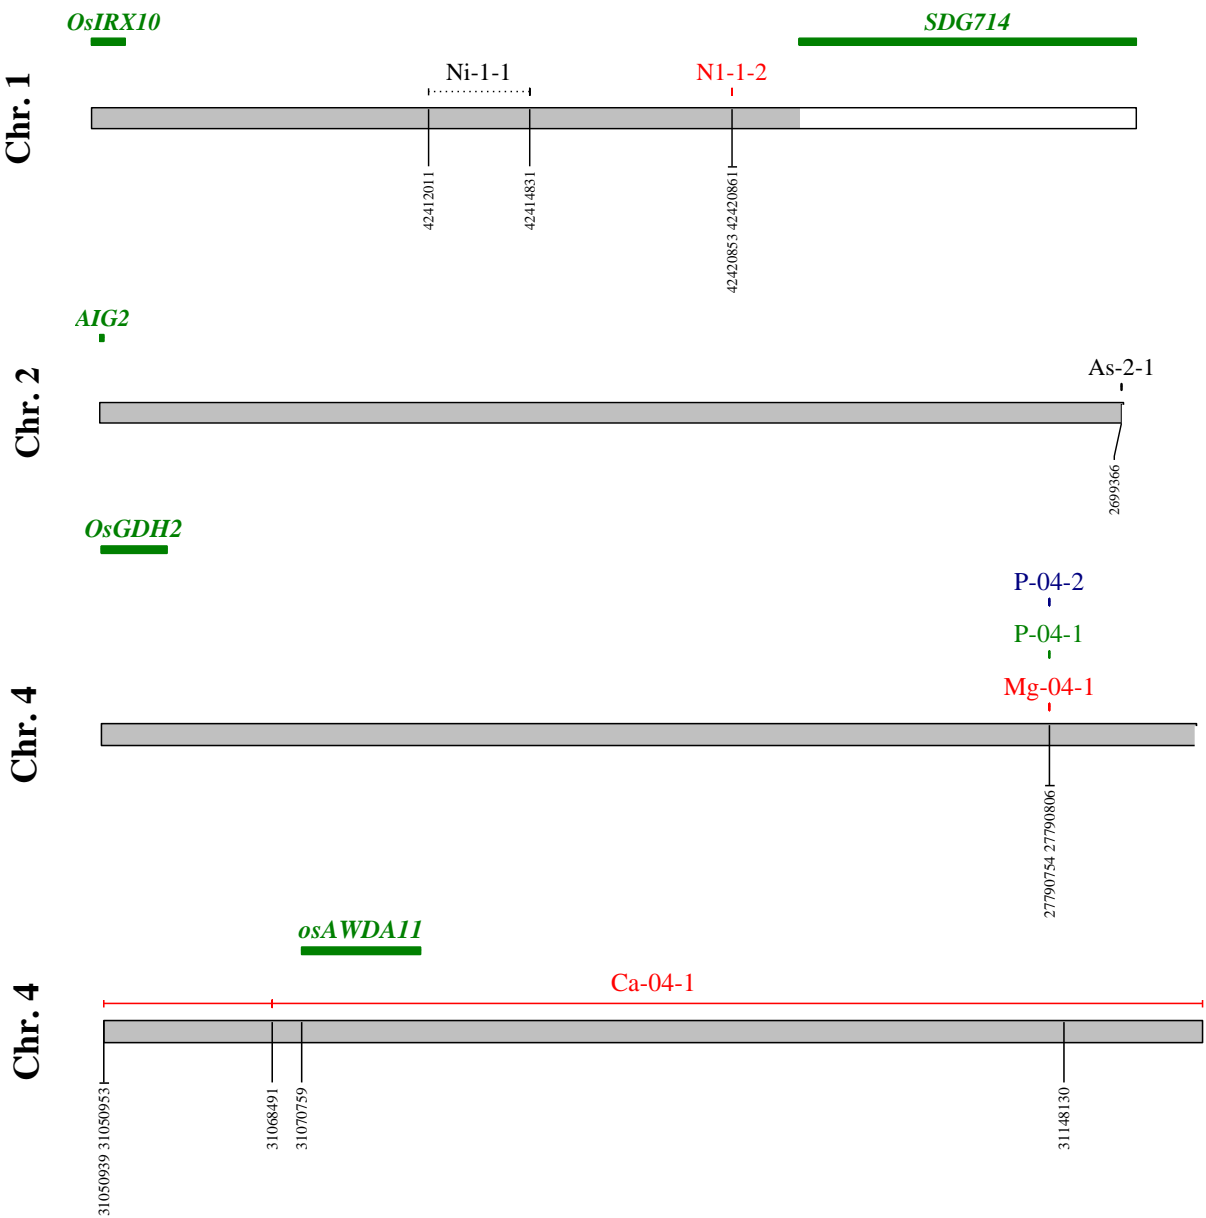 OsIRX10
SDG714
Chr. 1
Ni-1-1
N1-1-2
42412011
42414831
42420853 42420861
AIG2
Chr. 2
As-2-1
2699366
OsGDH2
Chr. 4
P-04-2
P-04-1
Mg-04-1
27790754 27790806
osAWDA11
Chr. 4
Ca-04-1
31050939 31050953
31068491
31070759
31148130